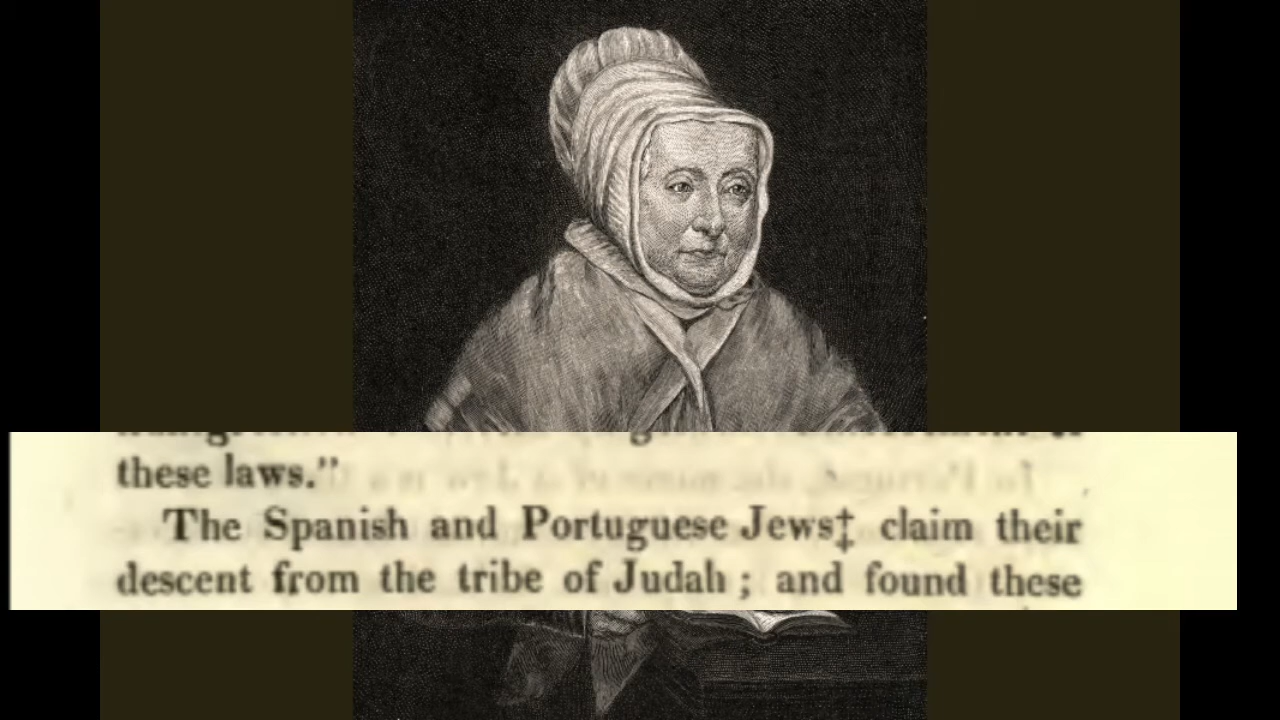 these laws."
The Spanish and Portuguese Jews‡ claim their
descent from the tribe of Judah ; and found these